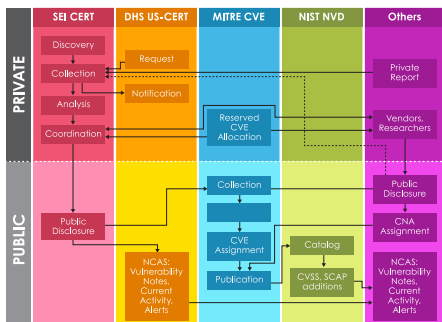 SEI CERT
DHS US-CERT
MITRE CVE
NIST NVD
Others
PRIVATE
Discovery
Collection
Analysis
Coordination
Request
Notification
Reserved
CVE
Allocation
Private
Report
Vendors,
Researchers
PUBLIC
Public
Disclosure
NCAS:
Vulnerability
Notes,
Current
Activity,
Alerts
Collection
CVE
Assignment
Publication
Catalog
CVSS, SCAP
additions
Public
Disclosure
CNA
Assignment
NCAS:
Vulnerability
Notes,
Current
Activity,
Alerts